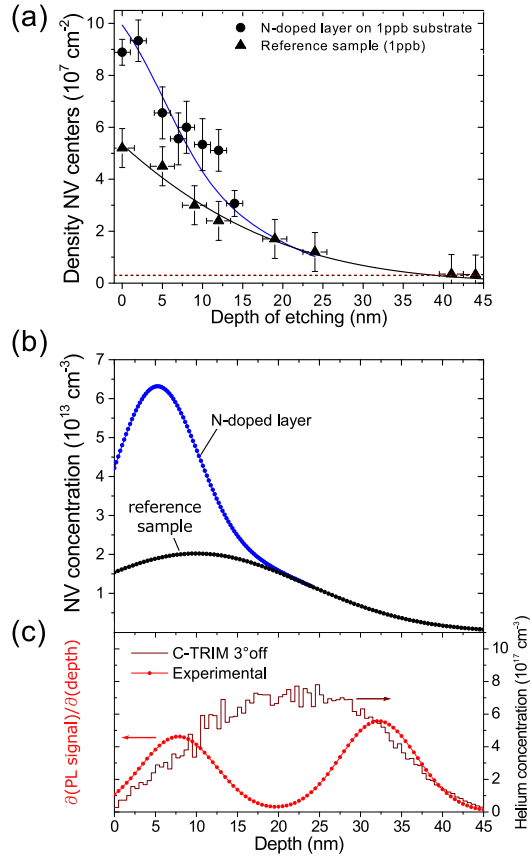 (a)
N-doped layer on 1ppb substrate
Reference sample (1ppb)
Density NV centers [10⁷ cm⁻²]
10
8
6
4
2
0
0 5 10 15 20 25 30 35 40 45
Depth of etching (nm)
(b)
NV concentration (10¹³ cm⁻³)
7
6
5
4
3
2
1
N-doped layer
reference
sample
(c)
C-TRIM 3°off
Experimental
∂(PL signal)/∂(depth)
10
8
6
4
2
0
Helium concentration (10¹⁷ cm⁻³)
0 5 10 15 20 25 30 35 40 45
Depth (nm)